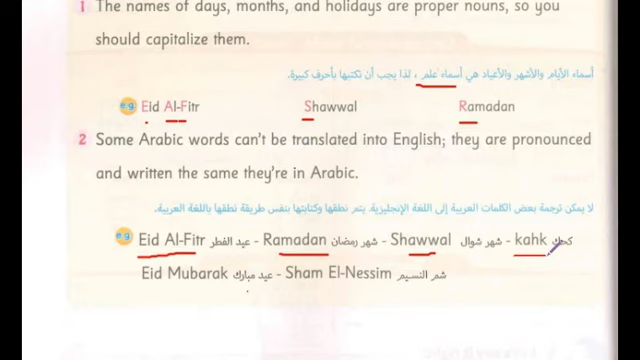 1 The names of days, months, and holidays are proper nouns, so you
should capitalize them.
أسماء الأيام والأشهر والأعياد هي أسماء علم ، لذا يجب أن تكتبها بأحرف كبيرة.
e.g Eid Al-Fitr Shawwal Ramadan
2 Some Arabic words can't be translated into English; they are pronounced
and written the same they're in Arabic.
لا يمكن ترجمة بعض الكلمات العربية إلى اللغة الإنجليزية. يتم نطقها وكتابتها بنفس طريقة نطقها باللغة العربية.
e.g Eid Al-Fitr عيد الفطر - Ramadan شهر رمضان - Shawwal شهر شوال - kahk كحك
Eid Mubarak عيد مبارك - Sham El-Nessim شم النسيم